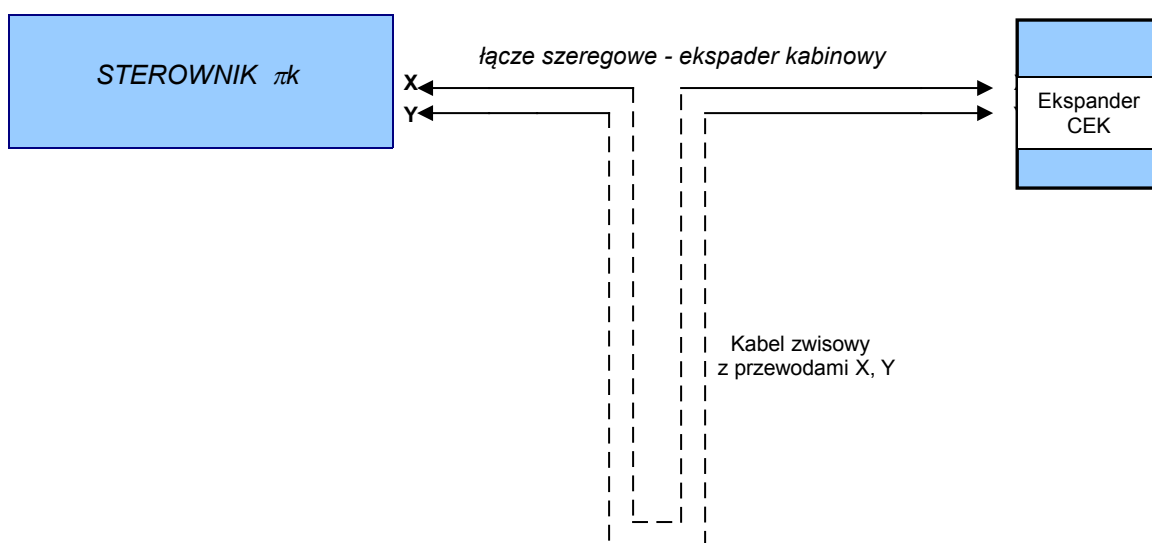 łącze szeregowe - ekspader kabinowy
STEROWNIK πk
X
Y
Ekspander
CEK
Kabel zwisowy
z przewodami X, Y